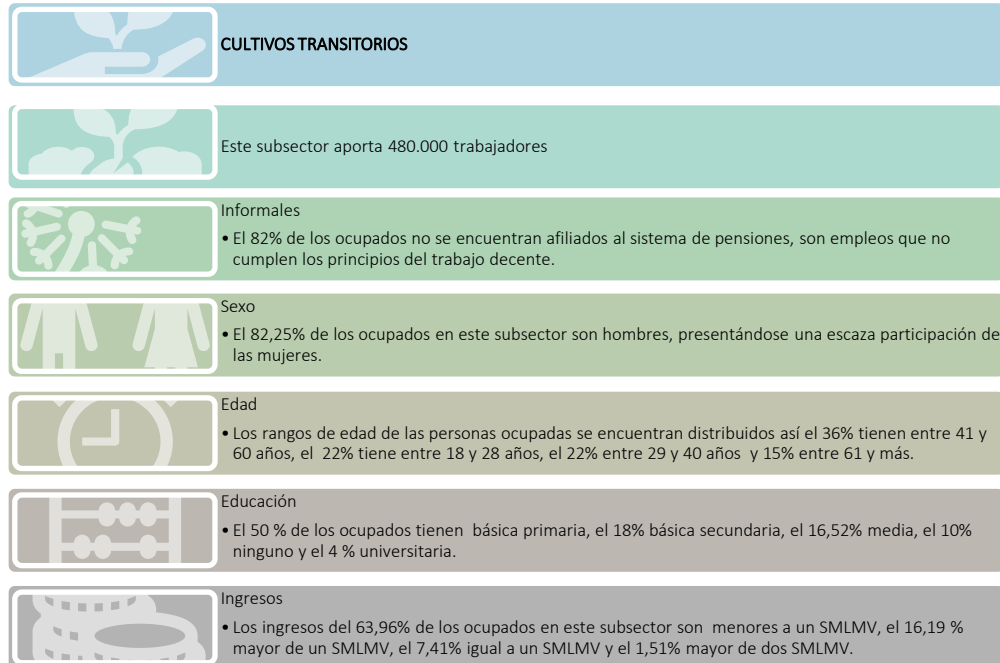 CULTIVOS TRANSITORIOS
Este subsector aporta 480.000 trabajadores
Informales
• El 82% de los ocupados no se encuentran afiliados al sistema de pensiones, son empleos que no
cumplen los principios del trabajo decente.
Sexo
• El 82,25% de los ocupados en este subsector son hombres, presentándose una escaza participación de
las mujeres.
Edad
• Los rangos de edad de las personas ocupadas se encuentran distribuidos así el 36% tienen entre 41 y
60 años, el 22% tiene entre 18 y 28 años, el 22% entre 29 y 40 años y 15% entre 61 y más.
Educación
• El 50 % de los ocupados tienen básica primaria, el 18% básica secundaria, el 16,52% media, el 10%
ninguno y el 4 % universitaria.
Ingresos
• Los ingresos del 63,96% de los ocupados en este subsector son menores a un SMLMV, el 16,19 %
mayor de un SMLMV, el 7,41% igual a un SMLMV y el 1,51% mayor de dos SMLMV.